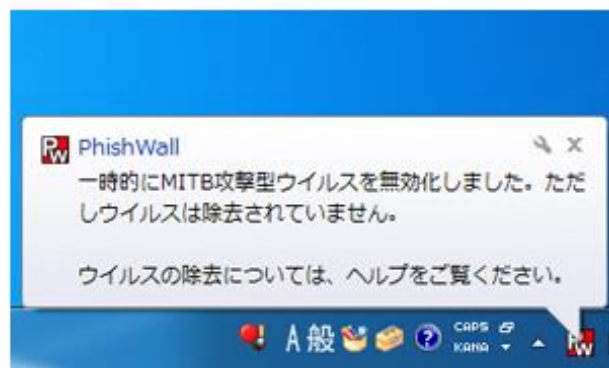 PhishWall
一時的にMITB攻撃型ウイルスを無効化しました。ただ
しウイルスは除去されていません。
ウイルスの除去については、ヘルプをご覧ください。
A 般 CAPS
KANA